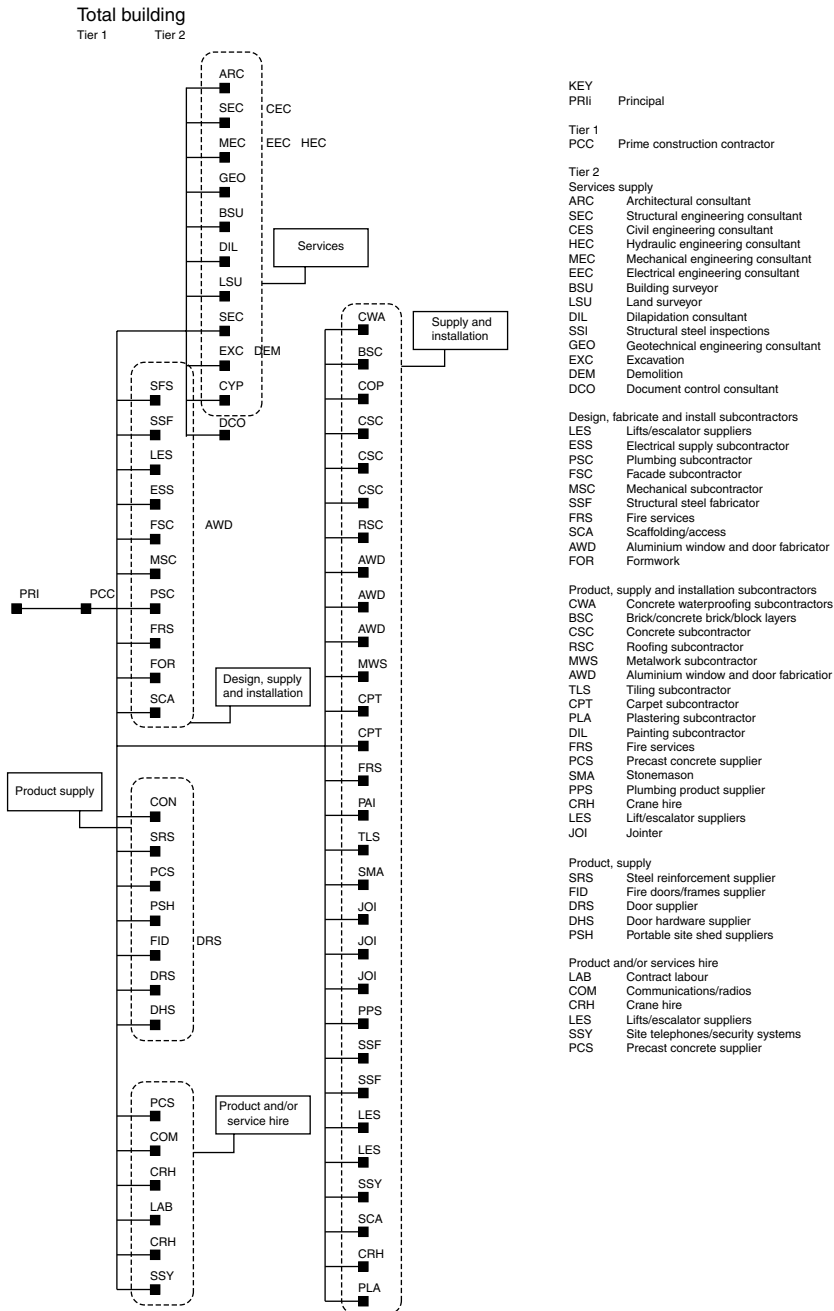 Total building
Tier 1 Tier 2
ARC
SEC CEC
MEC EEC HEC
GEO
BSU
DIL
LSU
SEC
EXC DEM
CYP
DCO
Services
SFS
SSF
LES
ESS
FSC AWD
MSC
PRI PCC PSC
FRS
FOR
SCA
Design, supply
and installation
Product supply
CON
SRS
PCS
PSH
FID DRS
DRS
DHS
PCS
COM
CRH
LAB
CRH
SSY
Product and/or
service hire
CWA
BSC
COP
CSC
CSC
CSC
RSC
AWD
AWD
AWD
MWS
CPT
CPT
FRS
PAI
TLS
SMA
JOI
JOI
JOI
PPS
SSF
SSF
LES
LES
SSY
SCA
CRH
PLA
Supply and
installation
KEY
PRIi Principal
Tier 1
PCC Prime construction contractor
Tier 2
Services supply
ARC Architectural consultant
SEC Structural engineering consultant
CES Civil engineering consultant
HEC Hydraulic engineering consultant
MEC Mechanical engineering consultant
EEC Electrical engineering consultant
BSU Building surveyor
LSU Land surveyor
DIL Dilapidation consultant
SSI Structural steel inspections
GEO Geotechnical engineering consultant
EXC Excavation
DEM Demolition
DCO Document control consultant
Design, fabricate and install subcontractors
LES Lifts/escalator suppliers
ESS Electrical supply subcontractor
PSC Plumbing subcontractor
FSC Facade subcontractor
MSC Mechanical subcontractor
SSF Structural steel fabricator
FRS Fire services
SCA Scaffolding/access
AWD Aluminium window and door fabricator
FOR Formwork
Product, supply and installation subcontractors
CWA Concrete waterproofing subcontractors
BSC Brick/concrete brick/block layers
CSC Concrete subcontractor
RSC Roofing subcontractor
MWS Metalwork subcontractor
AWD Aluminium window and door fabricatior
TLS Tiling subcontractor
CPT Carpet subcontractor
PLA Plastering subcontractor
DIL Painting subcontractor
FRS Fire services
PCS Precast concrete supplier
SMA Stonemason
PPS Plumbing product supplier
CRH Crane hire
LES Lift/escalator suppliers
JOI Jointer
Product, supply
SRS Steel reinforcement supplier
FID Fire doors/frames supplier
DRS Door supplier
DHS Door hardware supplier
PSH Portable site shed suppliers
Product and/or services hire
LAB Contract labour
COM Communications/radios
CRH Crane hire
LES Lifts/escalator suppliers
SSY Site telephones/security systems
PCS Precast concrete supplier